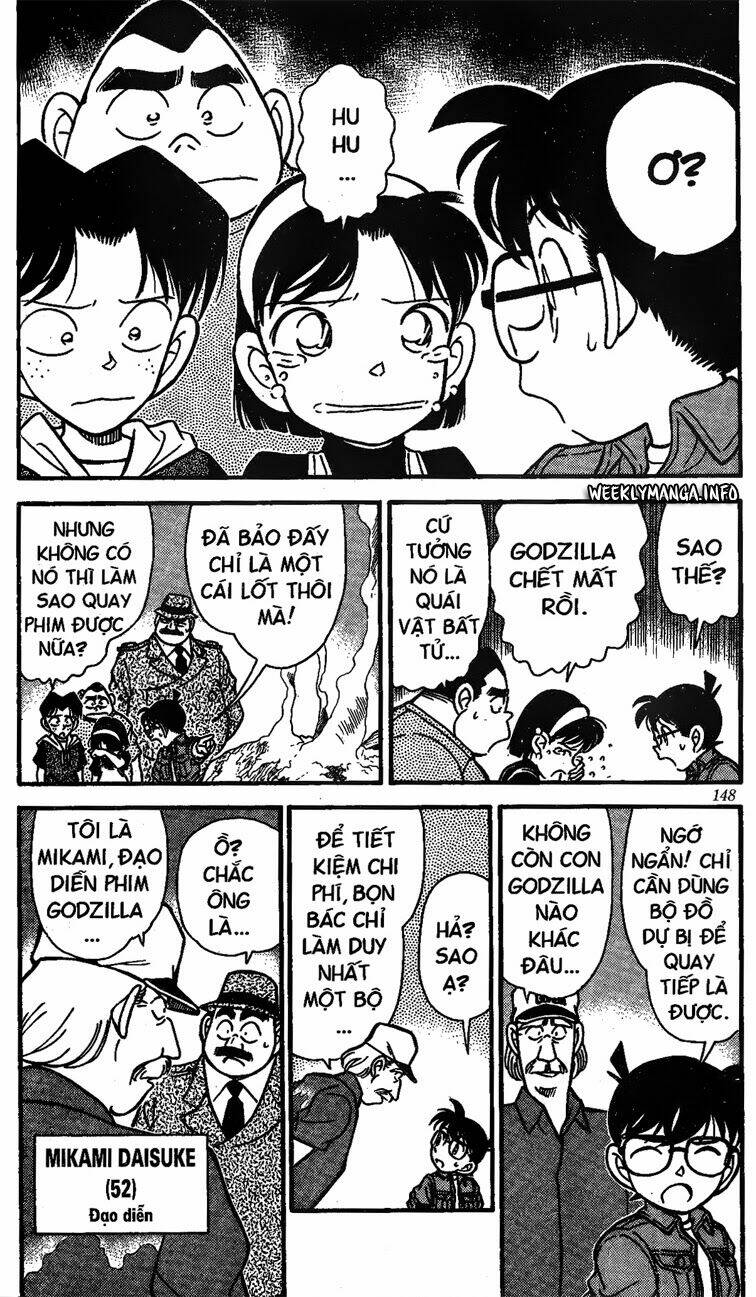 Ơ?
HU
HU
...
WEEKLYMANGA.INFO
SAO
THẾ?
GODZILLA
CHẾT MẤT
RỒI.
CỨ
TƯỞNG
NÓ LÀ
QUÁI
VẬT BẤT
TỬ...
ĐÃ BẢO ĐẤY
CHỈ LÀ MỘT
CÁI LỐT THÔI
MÀ!
NHƯNG
KHÔNG CÓ
NÓ THÌ LÀM
SAO QUAY
PHIM ĐƯỢC
NỮA?
148
NGỚ
NGẨN! CHỈ
CẦN DÙNG
BỘ ĐỒ
DỰ BỊ ĐỂ
QUAY
TIẾP LÀ
ĐƯỢC.
KHÔNG
CÒN CON
GODZILLA
NÀO
KHÁC
ĐÂU...
HẢ?
SAO
Ạ?
ĐỂ TIẾT
KIỆM CHI
PHÍ, BỌN
BÁC CHỈ
LÀM DUY
NHẤT
MỘT BỘ
...
Ồ?
CHẮC
ÔNG
LÀ...
TÔI LÀ
MIKAMI, ĐẠO
DIỄN PHIM
GODZILLA
...
MIKAMI DAISUKE
(52)
Đạo diễn